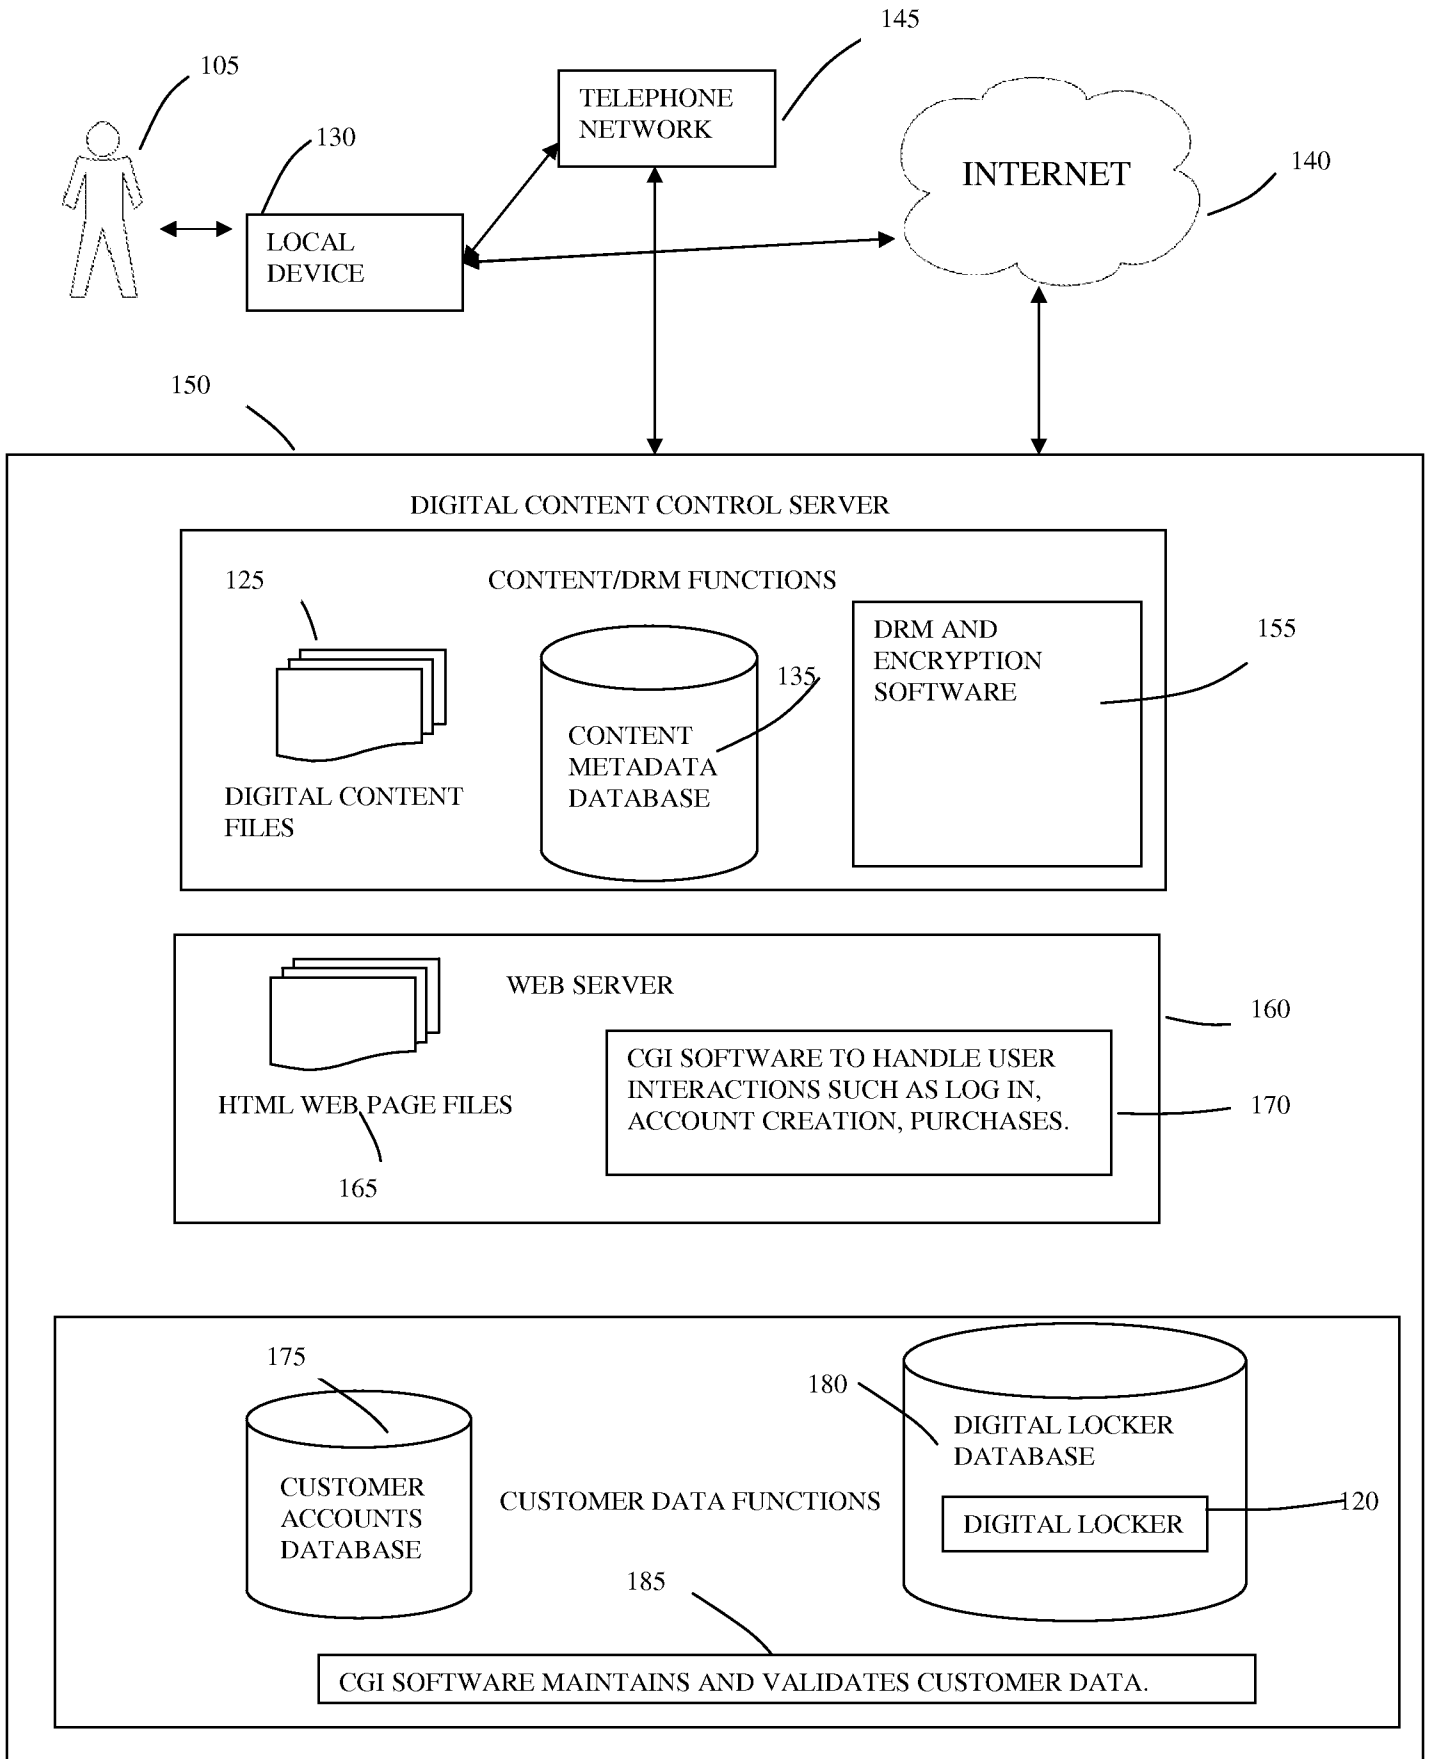 145
105
TELEPHONE
NETWORK
130
INTERNET
140
LOCAL
DEVICE
150
DIGITAL CONTENT CONTROL SERVER
125
CONTENT/DRM FUNCTIONS
DRM AND
ENCRYPTION
SOFTWARE
155
135
CONTENT
METADATA
DATABASE
DIGITAL CONTENT
FILES
WEB SERVER
160
CGI SOFTWARE TO HANDLE USER
INTERACTIONS SUCH AS LOG IN,
ACCOUNT CREATION, PURCHASES.
HTML WEB PAGE FILES
170
165
175
180
DIGITAL LOCKER
DATABASE
CUSTOMER
ACCOUNTS
DATABASE
CUSTOMER DATA FUNCTIONS
120
DIGITAL LOCKER
185
CGI SOFTWARE MAINTAINS AND VALIDATES CUSTOMER DATA.